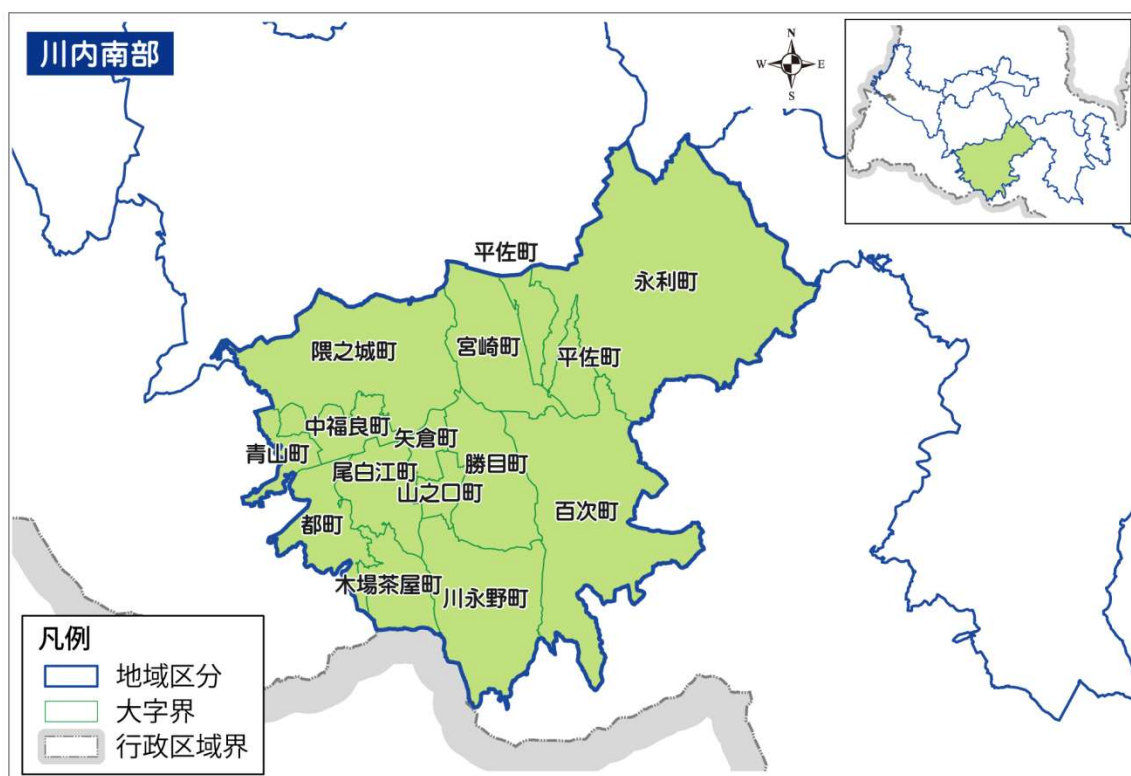 川内南部
N
W E
S
平佐町
永利町
宮崎町
隈之城町
平佐町
中福良町
矢倉町
青山町
勝目町
尾白江町
山之口町
百次町
都町
木場茶屋町
川永野町
凡例
地域区分
大字界
行政区域界